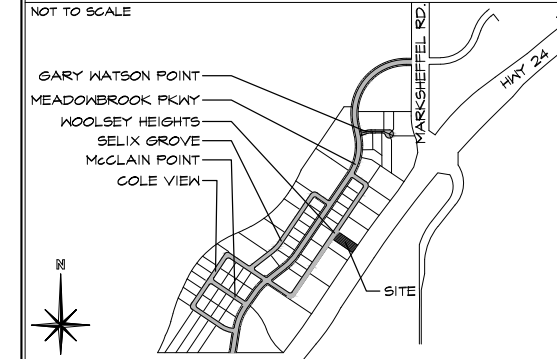 NOT TO SCALE
MARKSHEFFEL RD.
HWY 24
GARY WATSON POINT
MEADOWBROOK PKWY
WOOLSEY HEIGHTS
SELIX GROVE
McCLAIN POINT
COLE VIEW
N
SITE